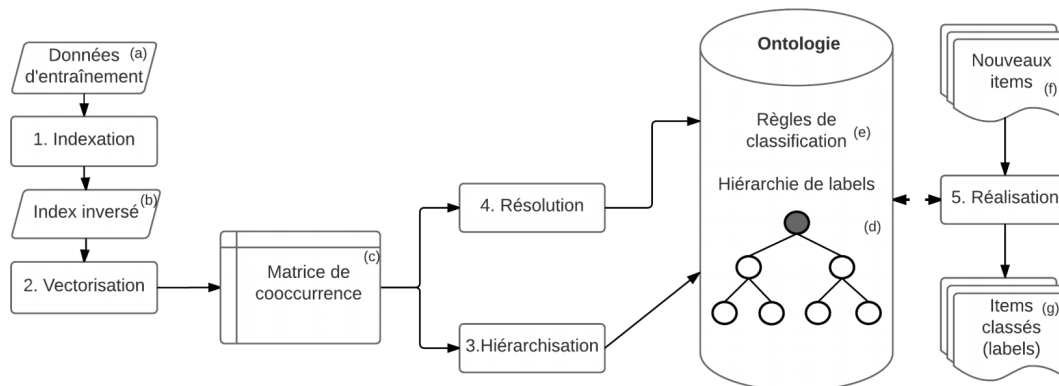 Données (a)
d'entraînement
1. Indexation
Index inversé (b)
2. Vectorisation
Matrice de (c)
cooccurrence
4. Résolution
3.Hiérarchisation
Ontologie
Règles de
classification (e)
Hiérarchie de labels
(d)
Nouveaux
items (f)
5. Réalisation
Items (g)
classés
(labels)